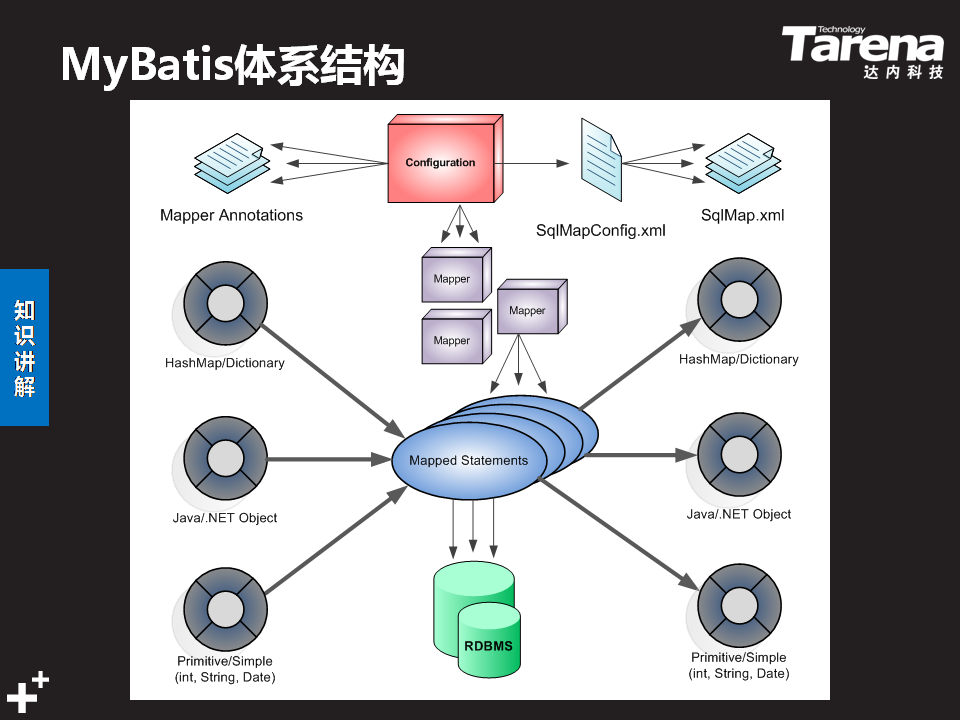 MyBatis体系结构
Technology
Tarena
达内科技
Configuration
Mapper Annotations
SqlMapConfig.xml
SqlMap.xml
Mapper
Mapper
Mapper
知识讲解
HashMap/Dictionary
HashMap/Dictionary
Mapped Statements
Java/.NET Object
Java/.NET Object
RDBMS
Primitive/Simple
(int, String, Date)
Primitive/Simple
(int, String, Date)